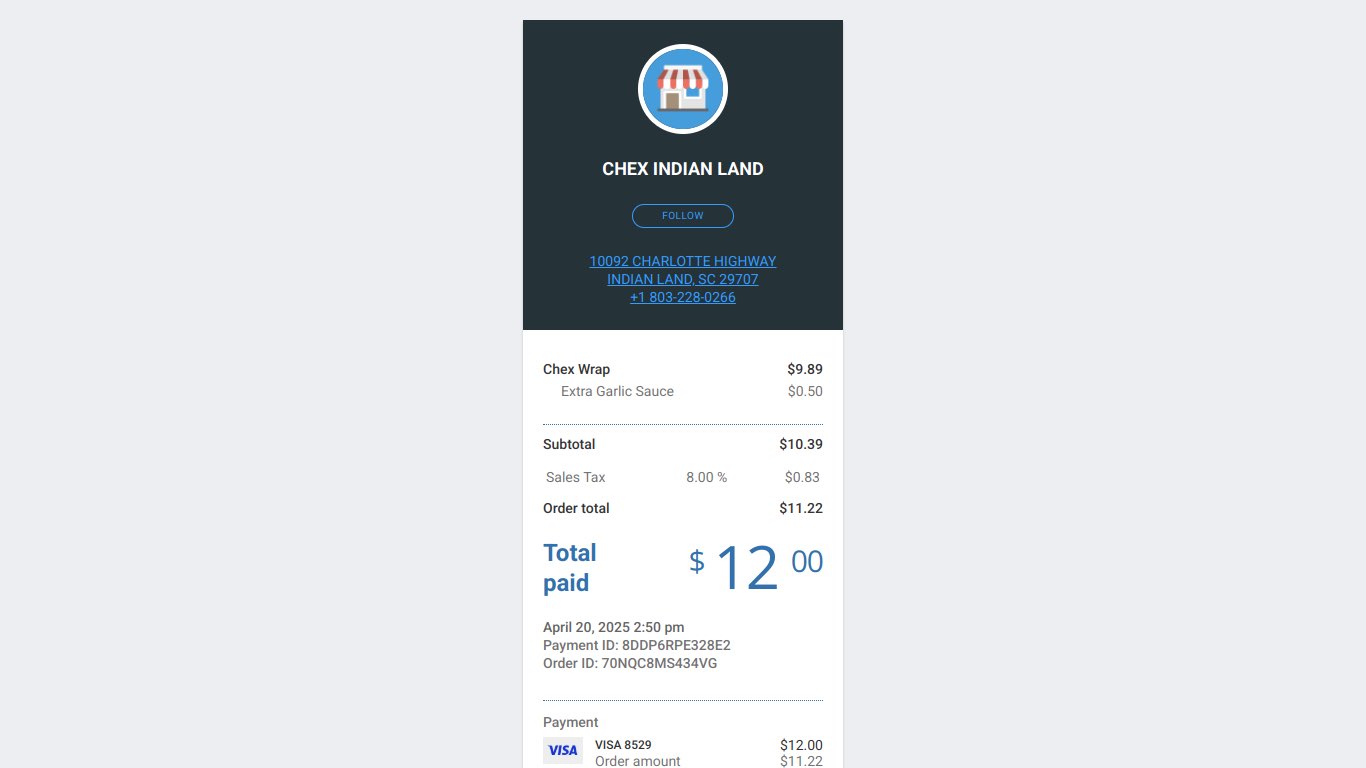 CHEX INDIAN LAND
FOLLOW
10092 CHARLOTTE HIGHWAY
INDIAN LAND, SC 29707
+1 803-228-0266
Chex Wrap $9.89
Extra Garlic Sauce $0.50
Subtotal $10.39
Sales Tax 8.00 % $0.83
Order total $11.22
Total paid $ 12 00
April 20, 2025 2:50 pm
Payment ID: 8DDP6RPE328E2
Order ID: 70NQC8MS434VG
Payment
VISA VISA 8529 $12.00
Order amount $11.22